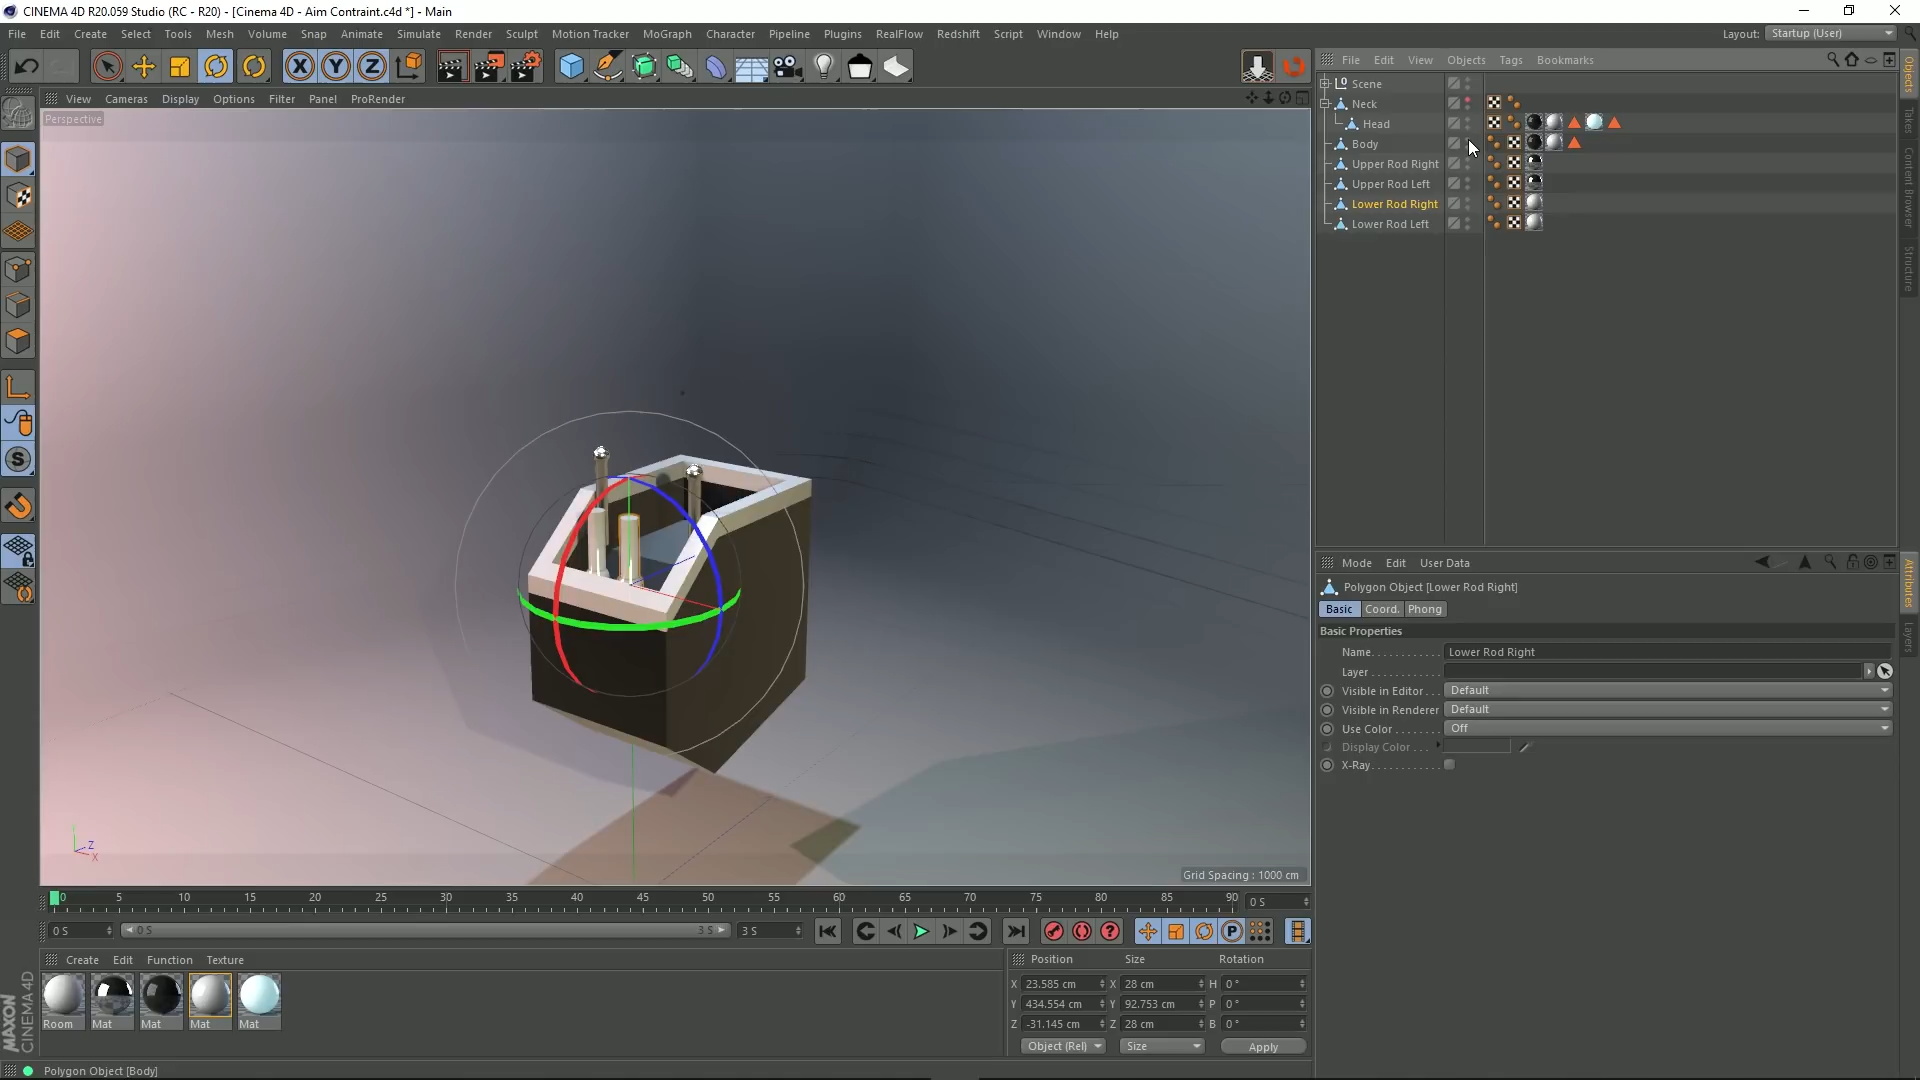 CINEMA 4D R20.059 Studio (RC - R20) - [Cinema 4D - Aim Contraint.c4d *] - Main
File Edit Create Select Tools Mesh Volume Snap Animate Simulate Render Sculpt Motion Tracker MoGraph Character Pipeline Plugins RealFlow Redshift Script Window Help
Layout: Startup (User)
X Y Z
File Edit View Objects Tags Bookmarks
View Cameras Display Options Filter Panel ProRender
Perspective
Scene
Neck
Head
Body
Upper Rod Right
Upper Rod Left
Lower Rod Right
Lower Rod Left
Objects
Takes
Content Browser
Structure
Mode Edit User Data
Polygon Object [Lower Rod Right]
Basic Coord. Phong
Basic Properties
Name. . . . . . . . . . . . Lower Rod Right
Layer . . . . . . . . . . . .
Visible in Editor . . . Default
Visible in Renderer Default
Use Color . . . . . . . . Off
Display Color . . .
X-Ray. . . . . . . . . . . .
Attributes
Layers
Z
X
Grid Spacing : 1000 cm
0 5 10 15 20 25 30 35 40 45 50 55 60 65 70 75 80 85 90 0 S
0 S 0 S 3 S 3 S
P
Create Edit Function Texture
Room Mat Mat Mat Mat
Position Size Rotation
X 23.585 cm X 28 cm H 0 °
Y 434.554 cm Y 92.753 cm P 0 °
Z -31.145 cm Z 28 cm B 0 °
Object (Rel) Size Apply
MAXON
CINEMA 4D
Polygon Object [Body]